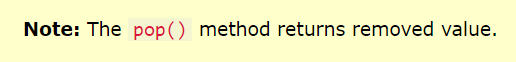 Note: The pop() method returns removed value.